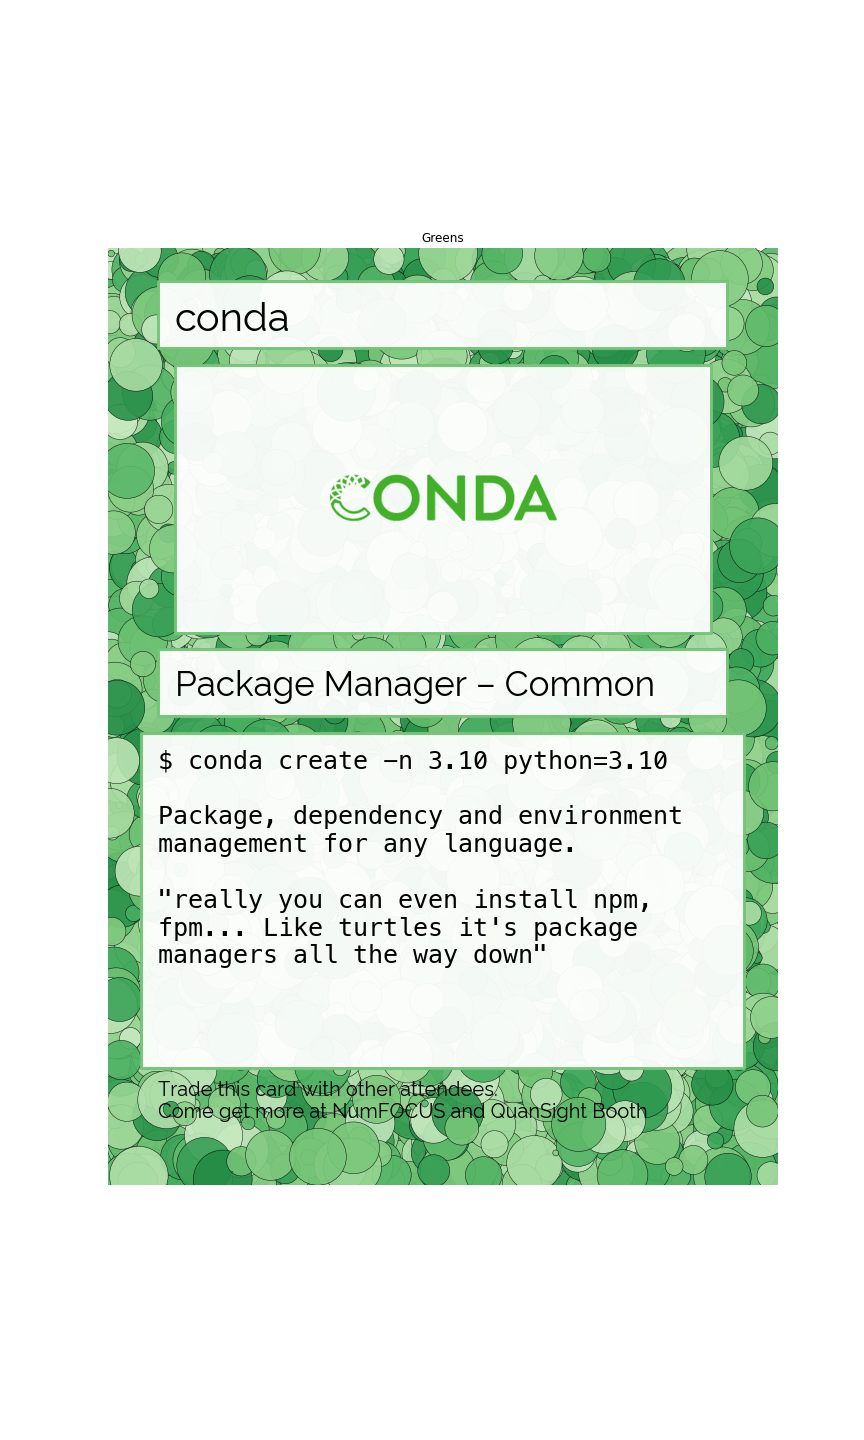 Greens
conda
CONDA
Package Manager – Common
$ conda create −n 3.10 python=3.10
Package, dependency and environment
management for any language.
"really you can even install npm,
fpm... Like turtles it's package
managers all the way down"
Trade this card with other attendees.
Come get more at NumFOCUS and QuanSight Booth